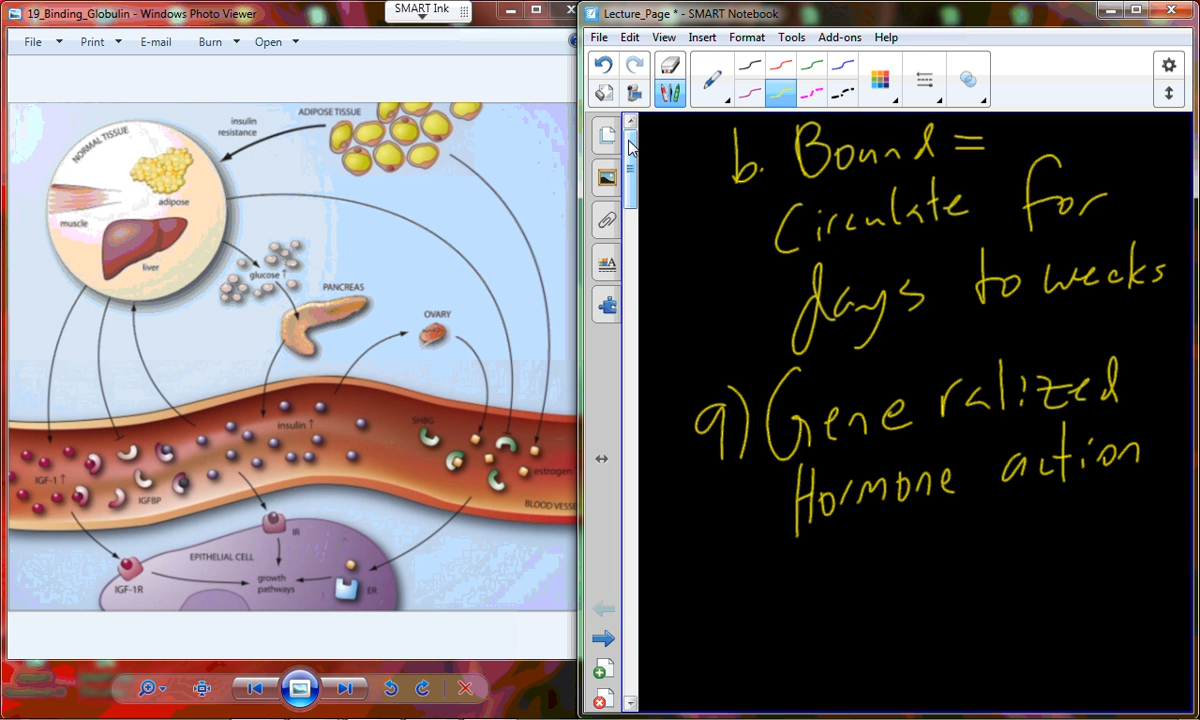 19_Binding_Globulin - Windows Photo Viewer
SMART Ink
File Print E-mail Burn Open
NORMAL TISSUE
adipose
muscle
liver
insulin
resistance
ADIPOSE TISSUE
glucose ↑
PANCREAS
OVARY
insulin ↑
SHBG
estrogen
IGF-1 ↑
IGFBP
BLOOD VESSE
IR
EPITHELIAL CELL
IGF-1R
growth
pathways
ER
Lecture_Page * - SMART Notebook
File Edit View Insert Format Tools Add-ons Help
b. Bound =
Circulate for
days to weeks
9) Generalized
Hormone action